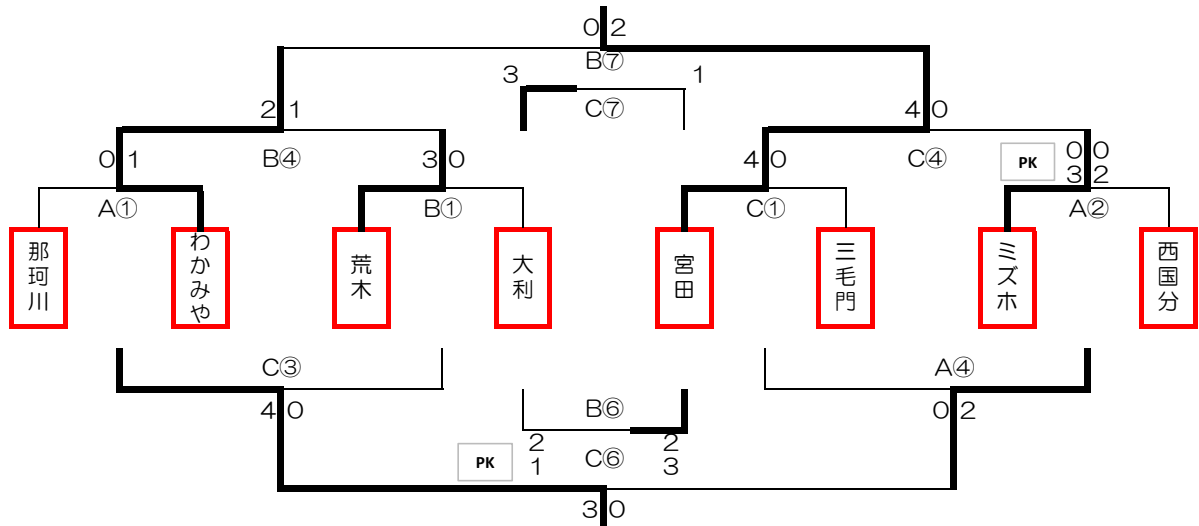 0 2
B⑦
3 1
C⑦
2 1
4 0
0 1
B④
3 0
4 0
C④
PK
0 0
3 2
A①
B①
C①
A②
那珂川
わかみや
荒木
大利
宮田
三毛門
ミズホ
西国分
C③
A④
4 0
B⑥
0 2
PK
2 2
1 3
C⑥
3 0